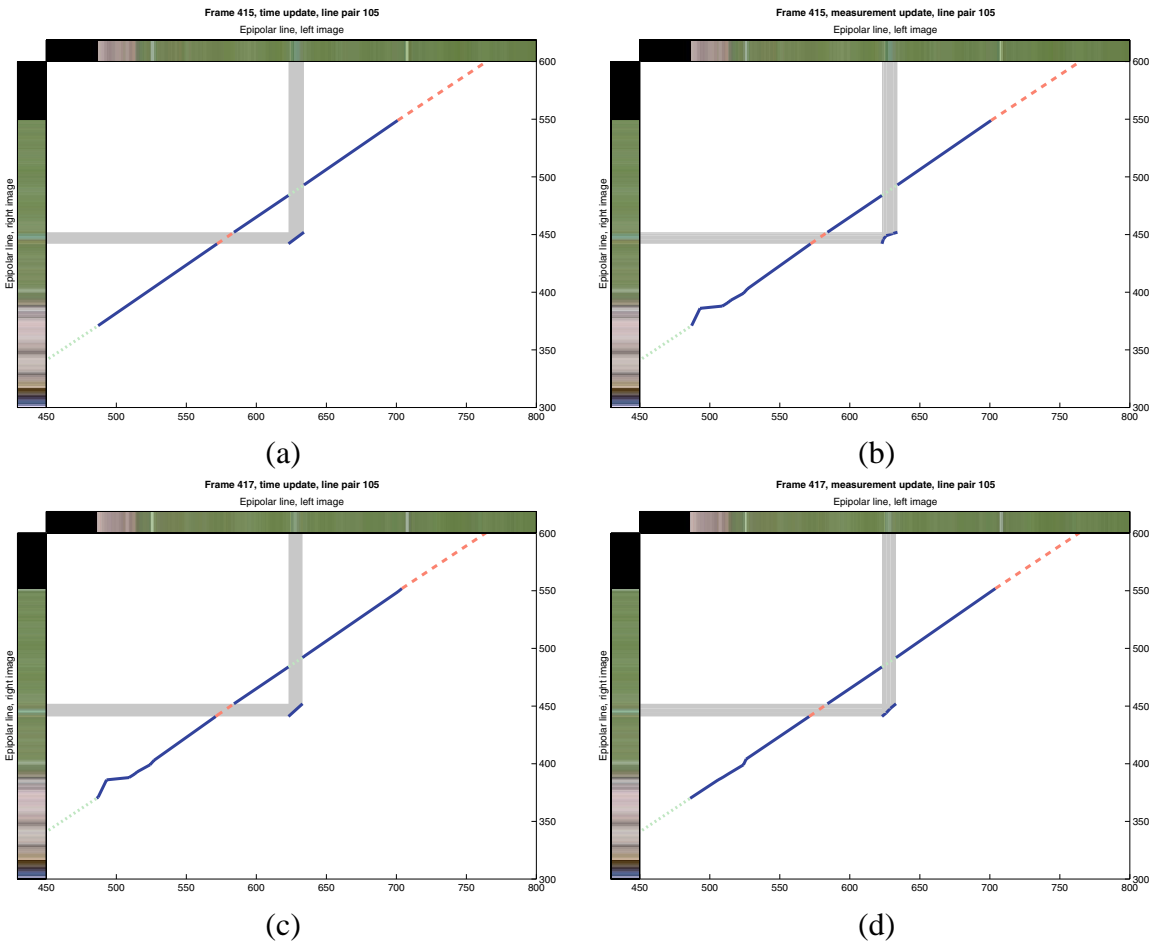 Frame 415, time update, line pair 105
Epipolar line, left image
Epipolar line, right image
600
550
500
450
400
350
300
450 500 550 600 650 700 750 800
(a)
Frame 415, measurement update, line pair 105
Epipolar line, left image
Epipolar line, right image
600
550
500
450
400
350
300
450 500 550 600 650 700 750 800
(b)
Frame 417, time update, line pair 105
Epipolar line, left image
Epipolar line, right image
600
550
500
450
400
350
300
450 500 550 600 650 700 750 800
(c)
Frame 417, measurement update, line pair 105
Epipolar line, left image
Epipolar line, right image
600
550
500
450
400
350
300
450 500 550 600 650 700 750 800
(d)